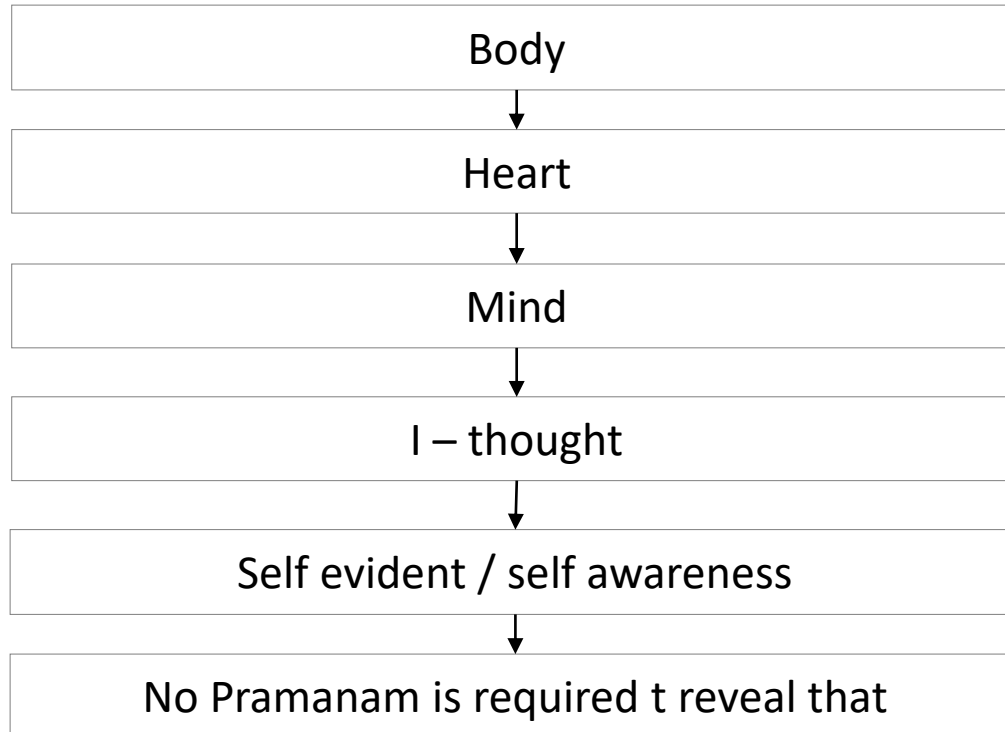 Body
Heart
Mind
I – thought
Self evident / self awareness
No Pramanam is required t reveal that